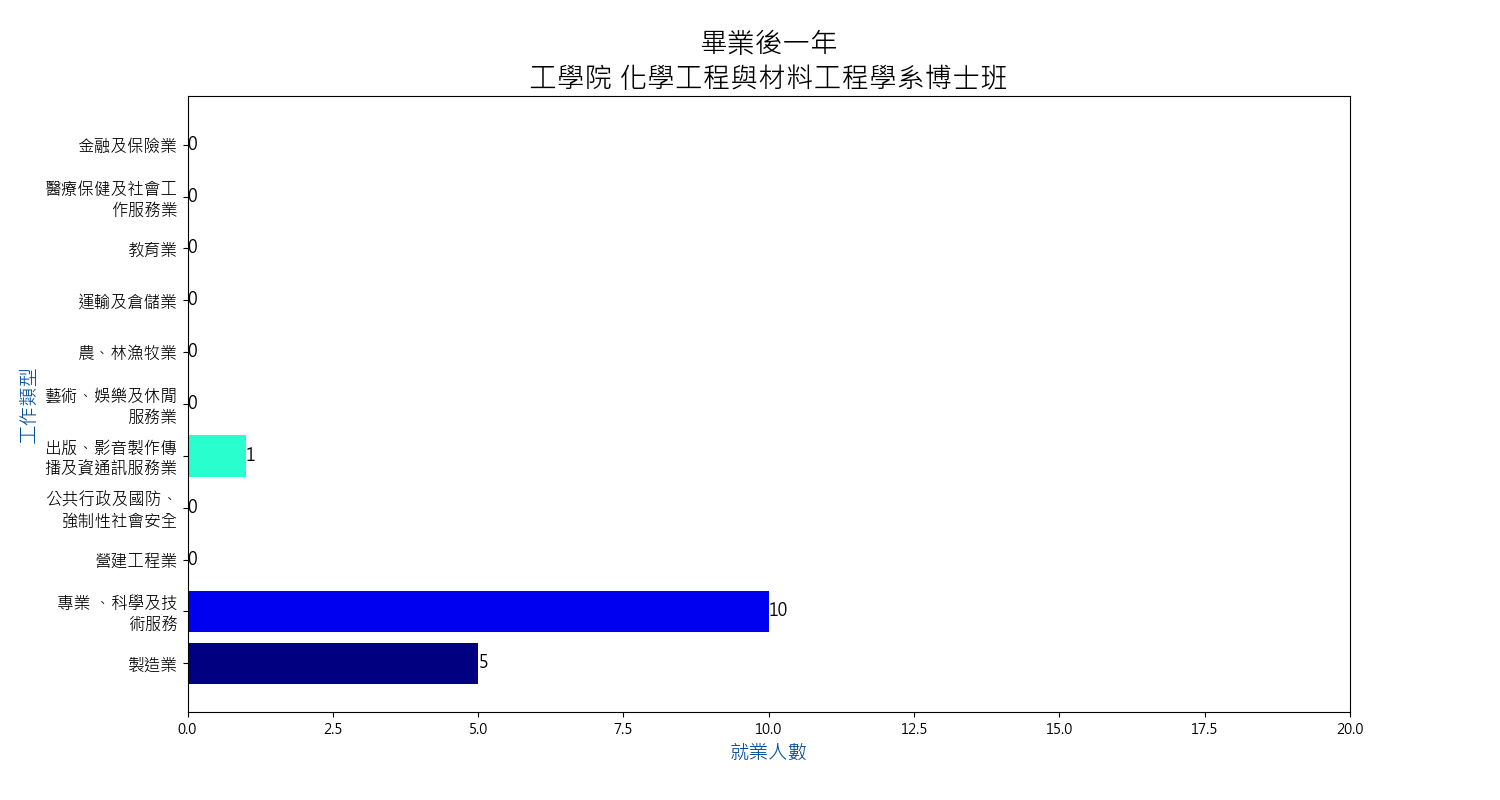 畢業後一年
工學院 化學工程與材料工程學系博士班
工作類型
金融及保險業
0
醫療保健及社會工
作服務業
0
教育業
0
運輸及倉儲業
0
農、林漁牧業
0
藝術、娛樂及休閒
服務業
0
出版、影音製作傳
播及資通訊服務業
1
公共行政及國防、
強制性社會安全
0
營建工程業
0
專業 、科學及技
術服務
10
製造業
5
0.0 2.5 5.0 7.5 10.0 12.5 15.0 17.5 20.0
就業人數